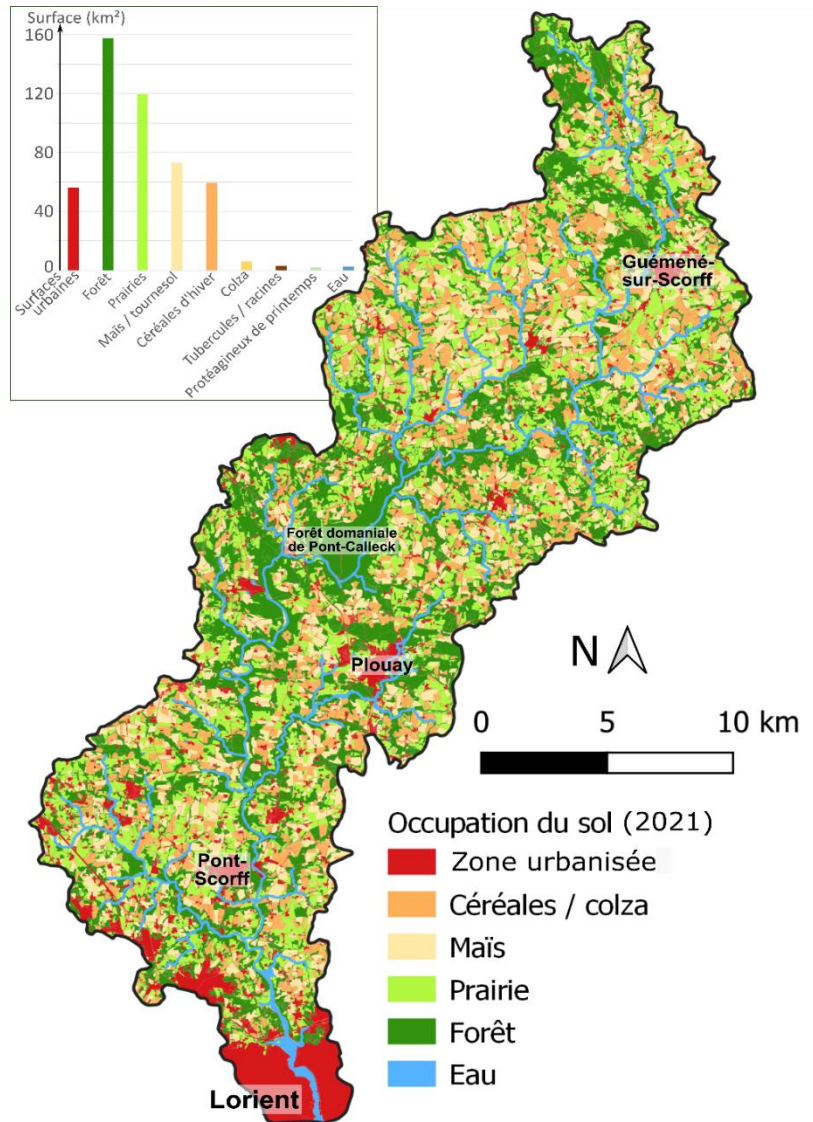 Surface (km²)
160
120
80
40
0
Surfaces
urbaines
Forêt
Prairies
Maïs / tournesol
Céréales d'hiver
Colza
Tubercules / racines
Protéagineux de printemps
Eau
Guémené-
sur-Scorff
Forêt domaniale
de Pont-Calleck
Plouay
N
0 5 10 km
Occupation du sol (2021)
Zone urbanisée
Céréales / colza
Maïs
Prairie
Forêt
Eau
Pont-
Scorff
Lorient